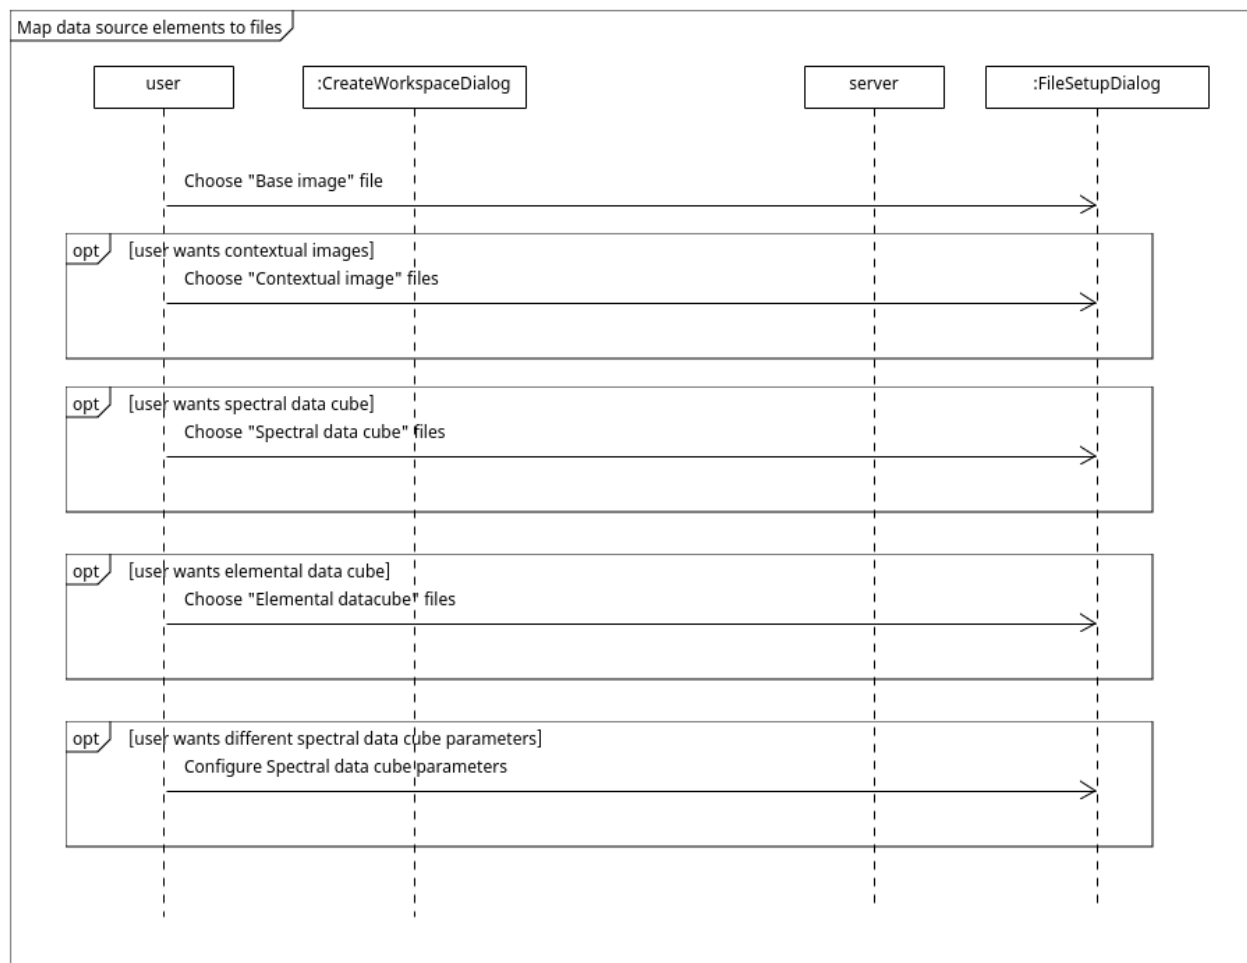 Map data source elements to files
user
:CreateWorkspaceDialog
server
:FileSetupDialog
Choose "Base image" file
opt
[user wants contextual images]
Choose "Contextual image" files
opt
[user wants spectral data cube]
Choose "Spectral data cube" files
opt
[user wants elemental data cube]
Choose "Elemental datacube" files
opt
[user wants different spectral data cube parameters]
Configure Spectral data cube parameters